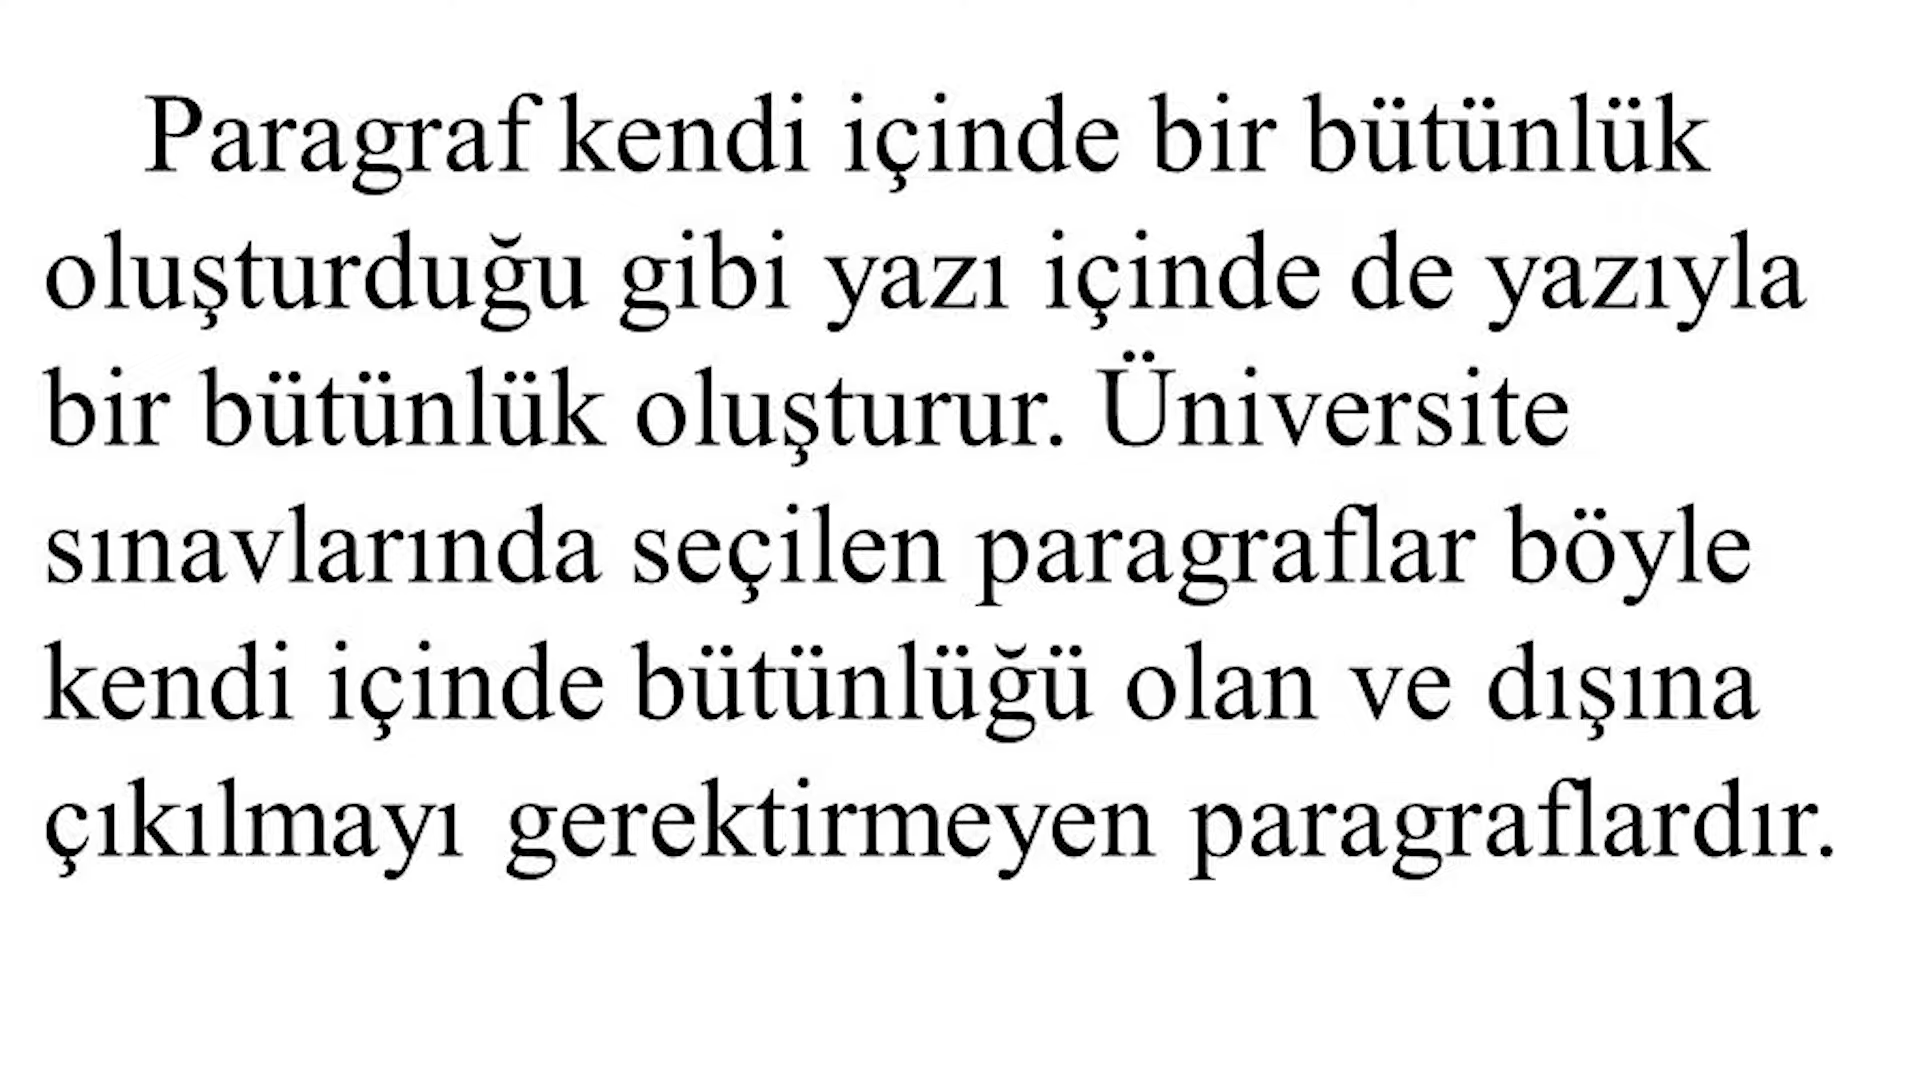 Paragraf kendi içinde bir bütünlük
oluşturduğu gibi yazı içinde de yazıyla
bir bütünlük oluşturur. Üniversite
sınavlarında seçilen paragraflar böyle
kendi içinde bütünlüğü olan ve dışına
çıkılmayı gerektirmeyen paragraflardır.